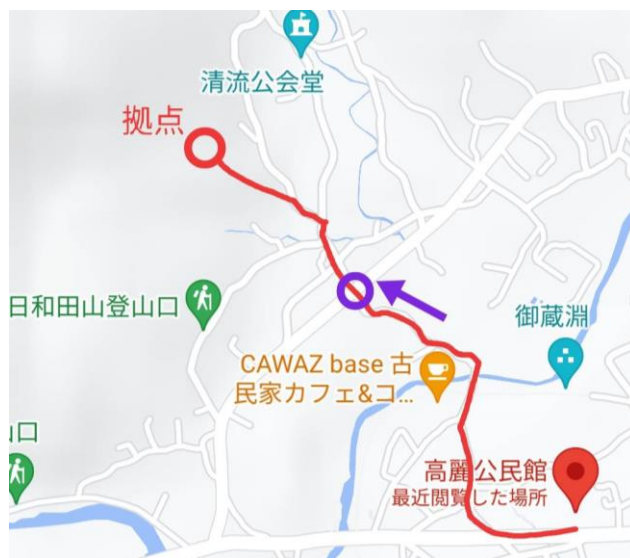 清流公会堂
拠点
日和田山登山口
御蔵淵
CAWAZ base 古
民家カフェ&コ...
山口
高麗公民館
最近閲覧した場所